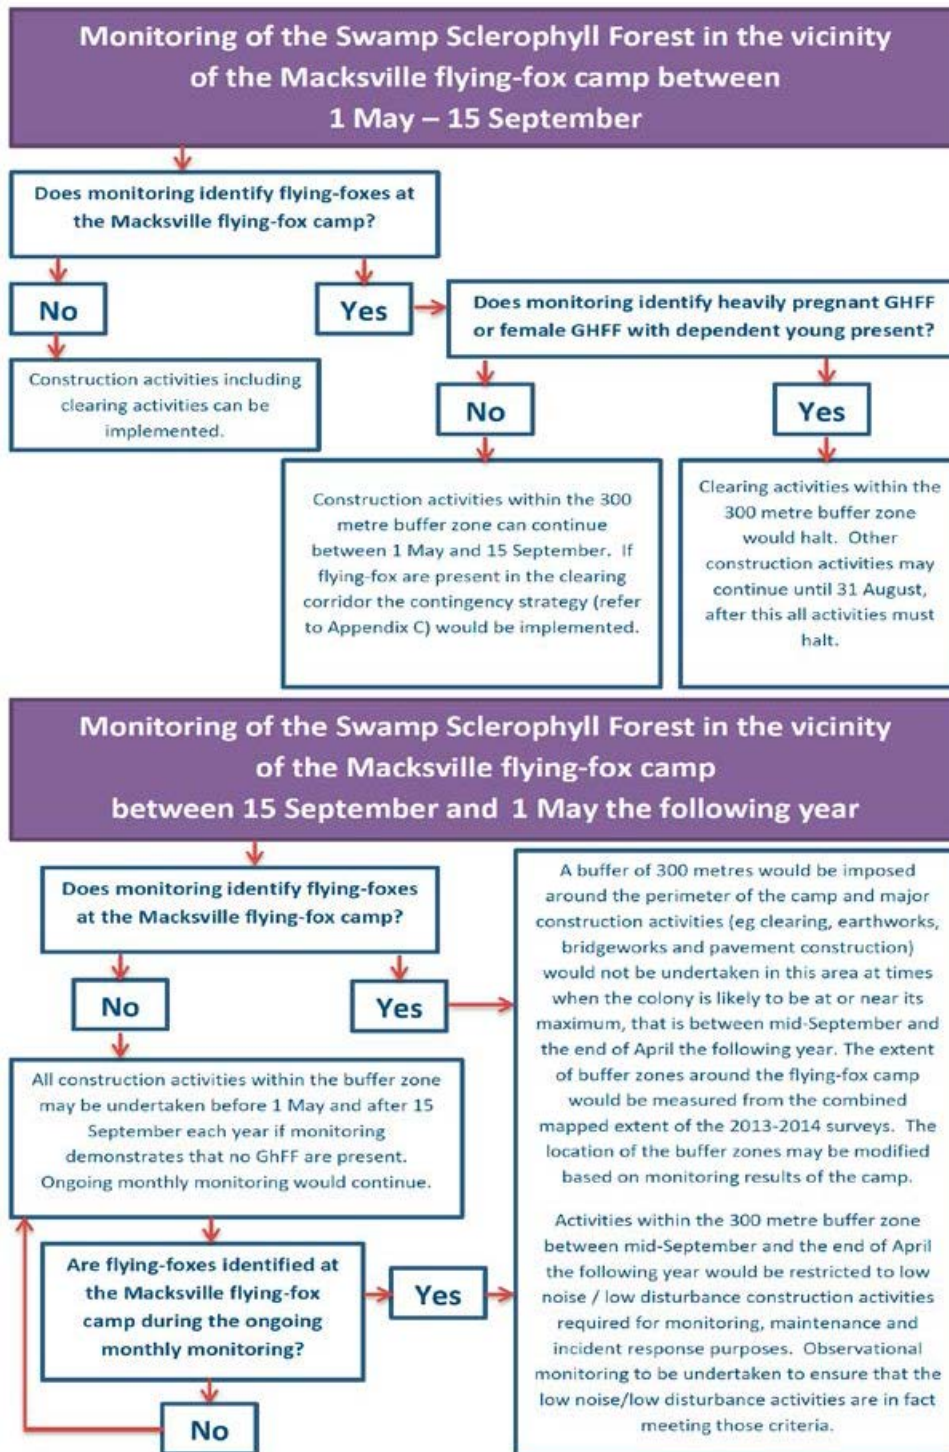 Monitoring of the Swamp Sclerophyll Forest in the vicinity
of the Macksville flying-fox camp between
1 May – 15 September
Does monitoring identify flying-foxes at
the Macksville flying-fox camp?
No
Yes
Does monitoring identify heavily pregnant GHFF
or female GHFF with dependent young present?
Construction activities including
clearing activities can be
implemented.
No
Yes
Construction activities within the 300
metre buffer zone can continue
between 1 May and 15 September. If
flying-fox are present in the clearing
corridor the contingency strategy (refer
to Appendix C) would be implemented.
Clearing activities within the
300 metre buffer zone
would halt. Other
construction activities may
continue until 31 August,
after this all activities must
halt.
Monitoring of the Swamp Sclerophyll Forest in the vicinity
of the Macksville flying-fox camp
between 15 September and 1 May the following year
Does monitoring identify flying-foxes
at the Macksville flying-fox camp?
No
Yes
A buffer of 300 metres would be imposed
around the perimeter of the camp and major
construction activities (eg clearing, earthworks,
bridgeworks and pavement construction)
would not be undertaken in this area at times
when the colony is likely to be at or near its
maximum, that is between mid-September and
the end of April the following year. The extent
of buffer zones around the flying-fox camp
would be measured from the combined
mapped extent of the 2013-2014 surveys. The
location of the buffer zones may be modified
based on monitoring results of the camp.
Activities within the 300 metre buffer zone
between mid-September and the end of April
the following year would be restricted to low
noise / low disturbance construction activities
required for monitoring, maintenance and
incident response purposes. Observational
monitoring to be undertaken to ensure that the
low noise/low disturbance activities are in fact
meeting those criteria.
All construction activities within the buffer zone
may be undertaken before 1 May and after 15
September each year if monitoring
demonstrates that no GhFF are present.
Ongoing monthly monitoring would continue.
Are flying-foxes identified at
the Macksville flying-fox
camp during the ongoing
monthly monitoring?
Yes
No